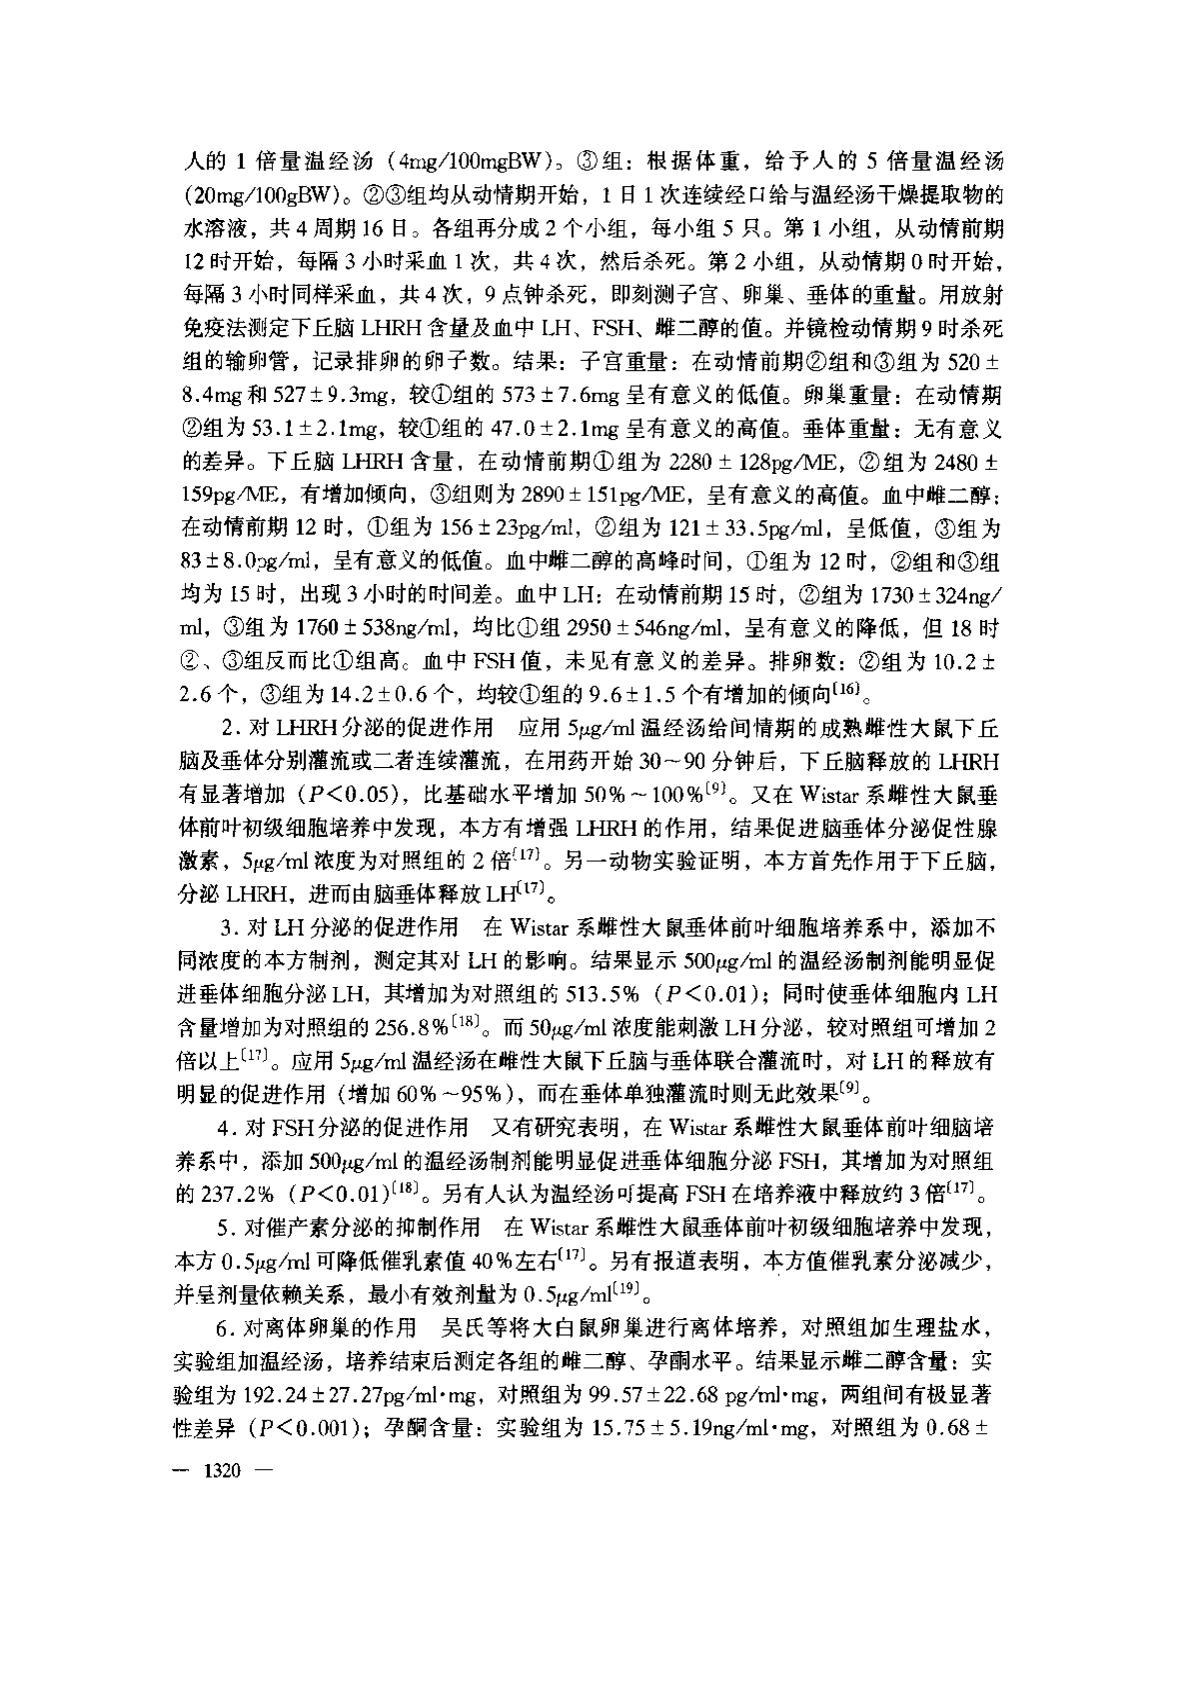 人的 1 倍量温经汤（4mg/100mgBW）。③组：根据体重，给予人的 5 倍量温经汤
(20mg/100gBW)。②③组均从动情期开始，1 日 1 次连续经口给与温经汤干燥提取物的
水溶液，共 4 周期 16 日。各组再分成 2 个小组，每小组 5 只。第 1 小组，从动情前期
12 时开始，每隔 3 小时采血 1 次，共 4 次，然后杀死。第 2 小组，从动情期 0 时开始，
每隔 3 小时同样采血，共 4 次，9 点钟杀死，即刻测子宫、卵巢、垂体的重量。用放射
免疫法测定下丘脑 LHRH 含量及血中 LH、FSH、雌二醇的值。并镜检动情期 9 时杀死
组的输卵管，记录排卵的卵子数。结果：子宫重量：在动情前期②组和③组为 520±
8.4mg 和 527±9.3mg，较①组的 573±7.6mg 呈有意义的低值。卵巢重量：在动情期
②组为 53.1±2.1mg，较①组的 47.0±2.1mg 呈有意义的高值。垂体重量：无有意义
的差异。下丘脑 LHRH 含量，在动情前期①组为 2280±128pg/ME，②组为 2480±
159pg/ME，有增加倾向，③组则为 2890±151pg/ME，呈有意义的高值。血中雌二醇：
在动情前期 12 时，①组为 156±23pg/ml，②组为 121±33.5pg/ml，呈低值，③组为
83±8.0pg/ml，呈有意义的低值。血中雌二醇的高峰时间，①组为 12 时，②组和③组
均为 15 时，出现 3 小时的时间差。血中 LH：在动情前期 15 时，②组为 1730±324ng/
ml，③组为 1760±538ng/ml，均比①组 2950±546ng/ml，呈有意义的降低，但 18 时
②、③组反而比①组高。血中 FSH 值，未见有意义的差异。排卵数：②组为 10.2±
2.6 个，③组为 14.2±0.6 个，均较①组的 9.6±1.5 个有增加的倾向〔16〕。
2. 对 LHRH 分泌的促进作用　应用 5μg/ml 温经汤给间情期的成熟雌性大鼠下丘
脑及垂体分别灌流或二者连续灌流，在用药开始 30～90 分钟后，下丘脑释放的 LHRH
有显著增加（P＜0.05），比基础水平增加 50%～100%〔9〕。又在 Wistar 系雌性大鼠垂
体前叶初级细胞培养中发现，本方有增强 LHRH 的作用，结果促进脑垂体分泌促性腺
激素，5μg/ml 浓度为对照组的 2 倍〔17〕。另一动物实验证明，本方首先作用于下丘脑，
分泌 LHRH，进而由脑垂体释放 LH〔17〕。
3. 对 LH 分泌的促进作用　在 Wistar 系雌性大鼠垂体前叶细胞培养系中，添加不
同浓度的本方制剂，测定其对 LH 的影响。结果显示 500μg/ml 的温经汤制剂能明显促
进垂体细胞分泌 LH，其增加为对照组的 513.5%（P＜0.01）；同时使垂体细胞内 LH
含量增加为对照组的 256.8%〔18〕。而 50μg/ml 浓度能刺激 LH 分泌，较对照组可增加 2
倍以上〔17〕。应用 5μg/ml 温经汤在雌性大鼠下丘脑与垂体联合灌流时，对 LH 的释放有
明显的促进作用（增加 60%～95%），而在垂体单独灌流时则无此效果〔9〕。
4. 对 FSH 分泌的促进作用　又有研究表明，在 Wistar 系雌性大鼠垂体前叶细脑培
养系中，添加 500μg/ml 的温经汤制剂能明显促进垂体细胞分泌 FSH，其增加为对照组
的 237.2%（P＜0.01）〔18〕。另有人认为温经汤可提高 FSH 在培养液中释放约 3 倍〔17〕。
5. 对催产素分泌的抑制作用　在 Wistar 系雌性大鼠垂体前叶初级细胞培养中发现，
本方 0.5μg/ml 可降低催乳素值 40%左右〔17〕。另有报道表明，本方值催乳素分泌减少，
并呈剂量依赖关系，最小有效剂量为 0.5μg/ml〔19〕。
6. 对离体卵巢的作用　吴氏等将大白鼠卵巢进行离体培养，对照组加生理盐水，
实验组加温经汤，培养结束后测定各组的雌二醇、孕酮水平。结果显示雌二醇含量：实
验组为 192.24±27.27pg/ml·mg，对照组为 99.57±22.68 pg/ml·mg，两组间有极显著
性差异（P＜0.001）；孕酮含量：实验组为 15.75±5.19ng/ml·mg，对照组为 0.68±
— 1320 —